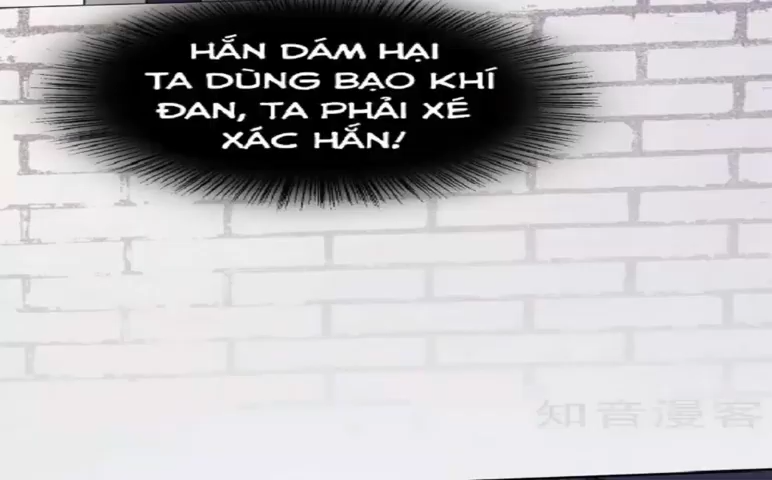 HẮN DÁM HẠI
TA DÙNG BẠO KHÍ
ĐAN, TA PHẢI XÉ
XÁC HẮN!
知音漫客